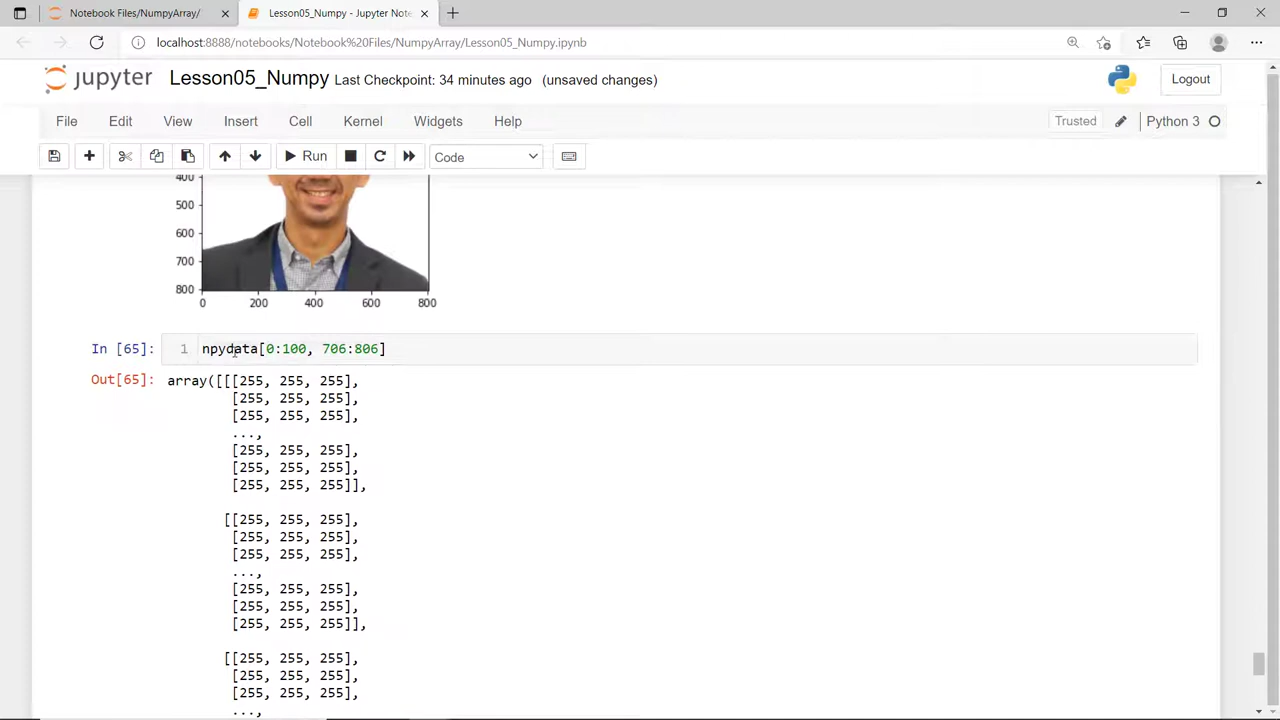 Notebook Files/NumpyArray/
Lesson05_Numpy - Jupyter Note
localhost:8888/notebooks/Notebook%20Files/NumpyArray/Lesson05_Numpy.ipynb
jupyter Lesson05_Numpy Last Checkpoint: 34 minutes ago (unsaved changes) Logout
File Edit View Insert Cell Kernel Widgets Help Trusted Python 3
Run Code
400
500
600
700
800
0 200 400 600 800
In [65]: 1 npydata[0:100, 706:806]
Out[65]: array([[[255, 255, 255],
[255, 255, 255],
[255, 255, 255],
...,
[255, 255, 255],
[255, 255, 255],
[255, 255, 255]],
[[255, 255, 255],
[255, 255, 255],
[255, 255, 255],
...,
[255, 255, 255],
[255, 255, 255],
[255, 255, 255]],
[[255, 255, 255],
[255, 255, 255],
[255, 255, 255],
...,